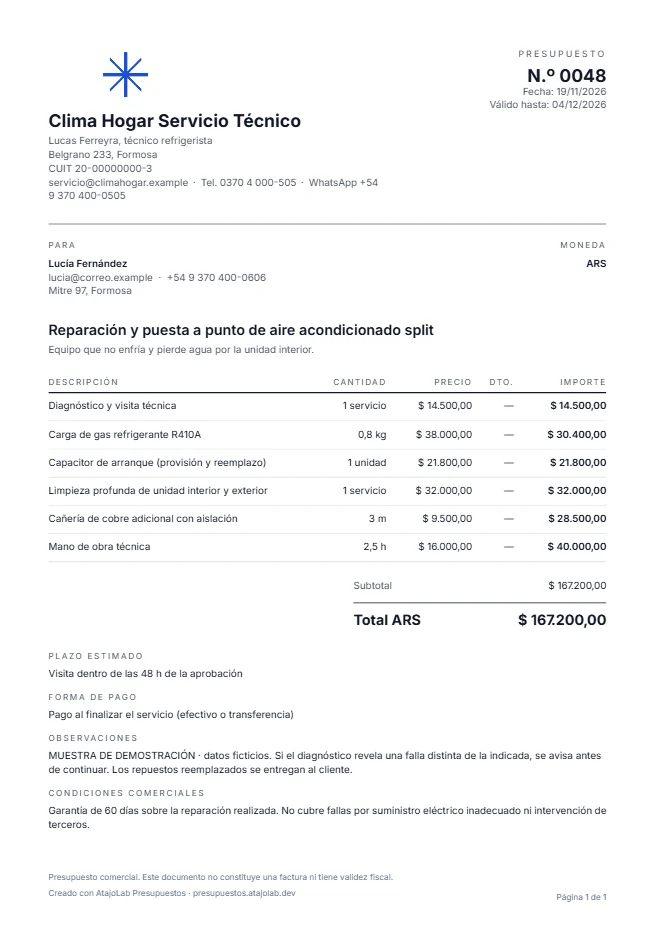 PRESUPUESTO
N.º 0048
Fecha: 19/11/2026
Válido hasta: 04/12/2026
Clima Hogar Servicio Técnico
Lucas Ferreyra, técnico refrigerista
Belgrano 233, Formosa
CUIT 20-00000000-3
servicio@climahogar.example · Tel. 0370 4 000-505 · WhatsApp +54
9 370 400-0505
PARA
MONEDA
Lucía Fernández
ARS
lucia@correo.example · +54 9 370 400-0606
Mitre 97, Formosa
Reparación y puesta a punto de aire acondicionado split
Equipo que no enfría y pierde agua por la unidad interior.
DESCRIPCIÓN CANTIDAD PRECIO DTO. IMPORTE
Diagnóstico y visita técnica 1 servicio $ 14.500,00 — $ 14.500,00
Carga de gas refrigerante R410A 0,8 kg $ 38.000,00 — $ 30.400,00
Capacitor de arranque (provisión y reemplazo) 1 unidad $ 21.800,00 — $ 21.800,00
Limpieza profunda de unidad interior y exterior 1 servicio $ 32.000,00 — $ 32.000,00
Cañería de cobre adicional con aislación 3 m $ 9.500,00 — $ 28.500,00
Mano de obra técnica 2,5 h $ 16.000,00 — $ 40.000,00
Subtotal $ 167.200,00
Total ARS $ 167.200,00
PLAZO ESTIMADO
Visita dentro de las 48 h de la aprobación
FORMA DE PAGO
Pago al finalizar el servicio (efectivo o transferencia)
OBSERVACIONES
MUESTRA DE DEMOSTRACIÓN · datos ficticios. Si el diagnóstico revela una falla distinta de la indicada, se avisa antes
de continuar. Los repuestos reemplazados se entregan al cliente.
CONDICIONES COMERCIALES
Garantía de 60 días sobre la reparación realizada. No cubre fallas por suministro eléctrico inadecuado ni intervención de
terceros.
Presupuesto comercial. Este documento no constituye una factura ni tiene validez fiscal.
Creado con AtajoLab Presupuestos · presupuestos.atajolab.dev
Página 1 de 1